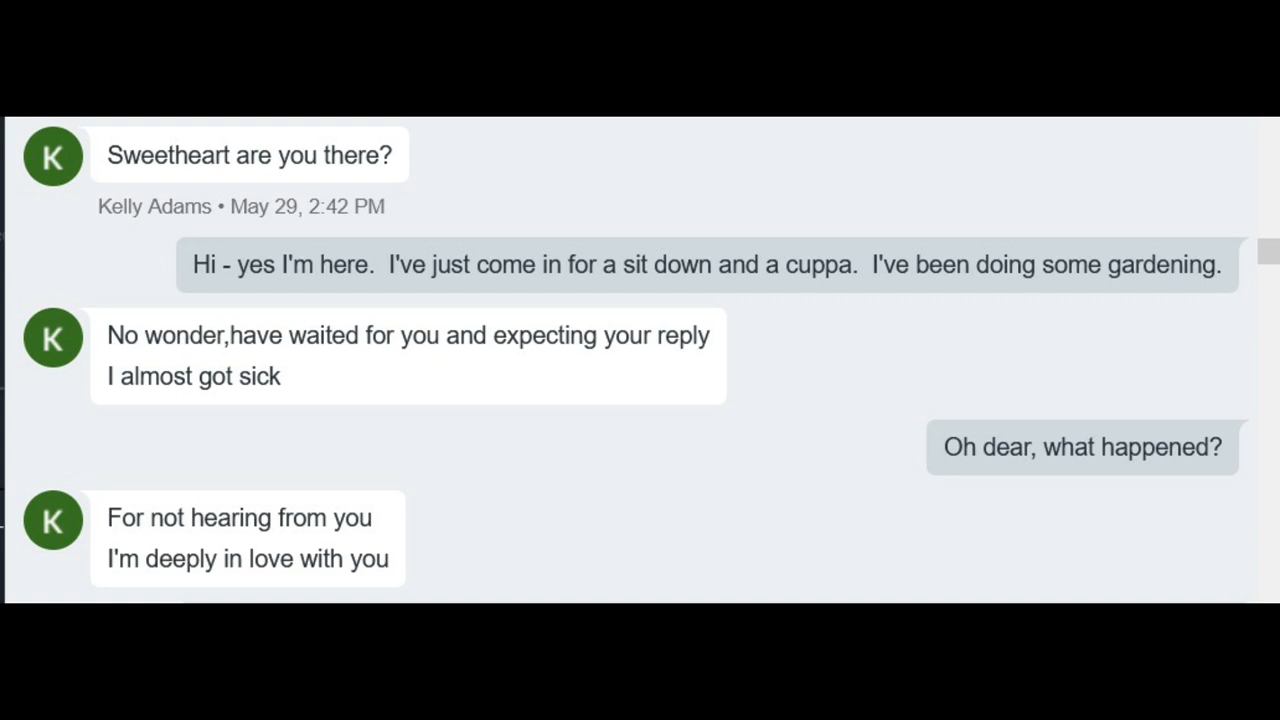 K
Sweetheart are you there?
Kelly Adams • May 29, 2:42 PM
Hi - yes I'm here.  I've just come in for a sit down and a cuppa.  I've been doing some gardening.
K
No wonder,have waited for you and expecting your reply
I almost got sick
Oh dear, what happened?
K
For not hearing from you
I'm deeply in love with you